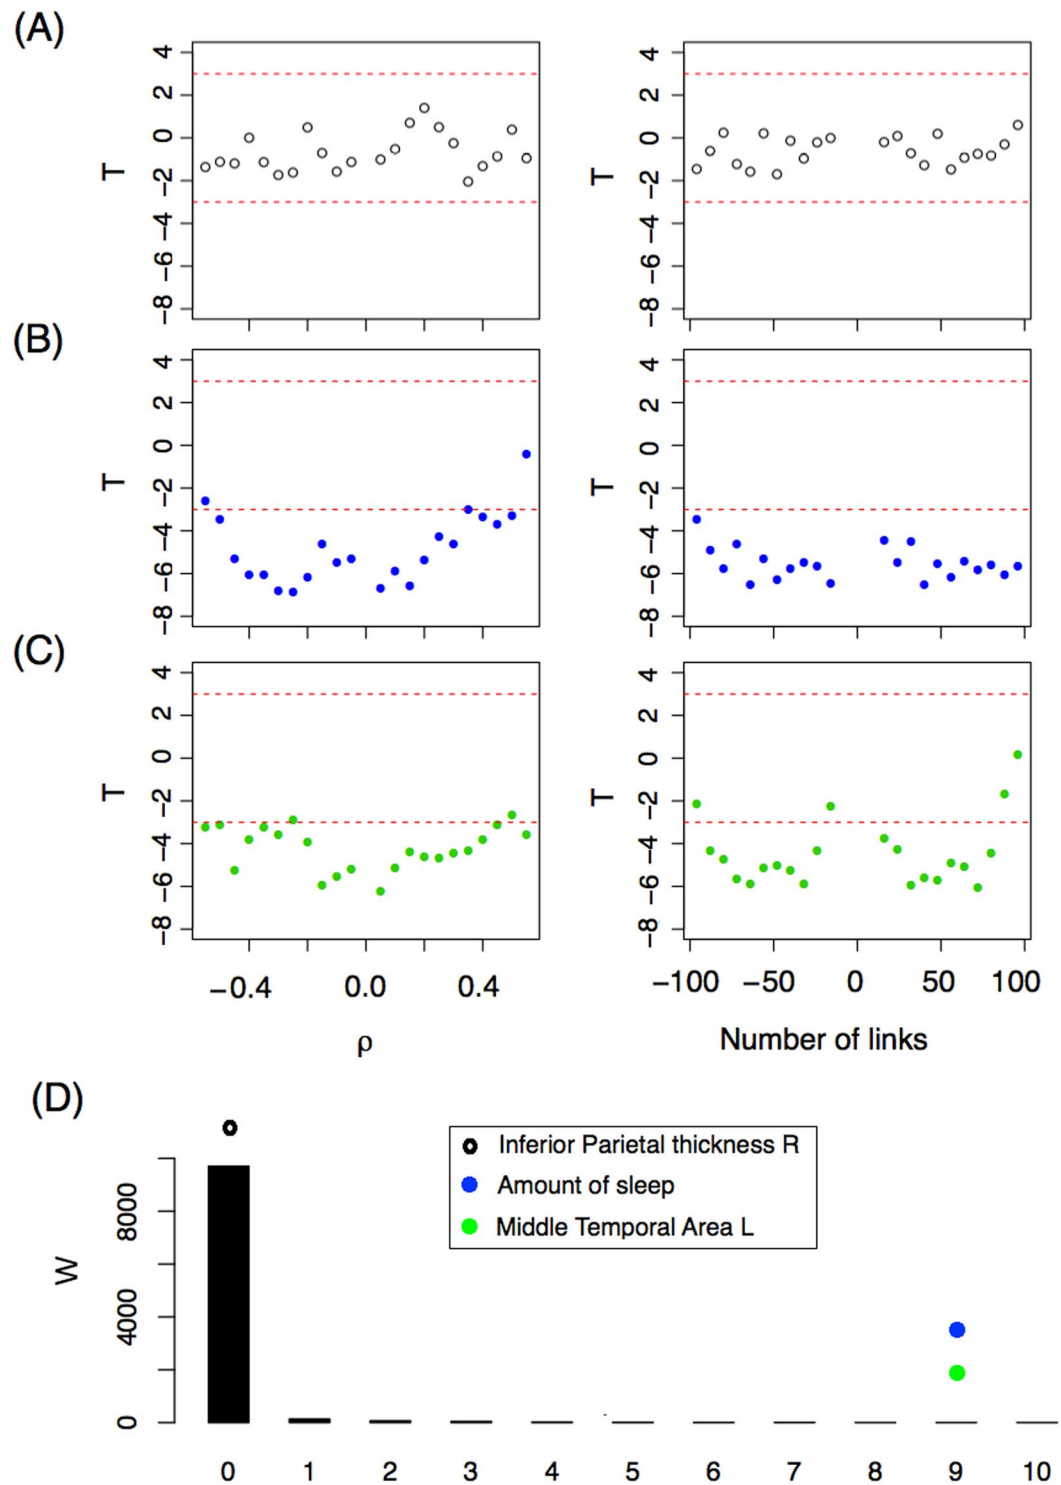 (A)
4
2
0
−2
−4
−6
−8
T
4
2
0
−2
−4
−6
−8
T
(B)
4
2
0
−2
−4
−6
−8
T
4
2
0
−2
−4
−6
−8
T
(C)
4
2
0
−2
−4
−6
−8
T
4
2
0
−2
−4
−6
−8
T
−0.4 0.0 0.4
ρ
−100 −50 0 50 100
Number of links
(D)
Inferior Parietal thickness R
Amount of sleep
Middle Temporal Area L
8000
4000
0
W
0 1 2 3 4 5 6 7 8 9 10